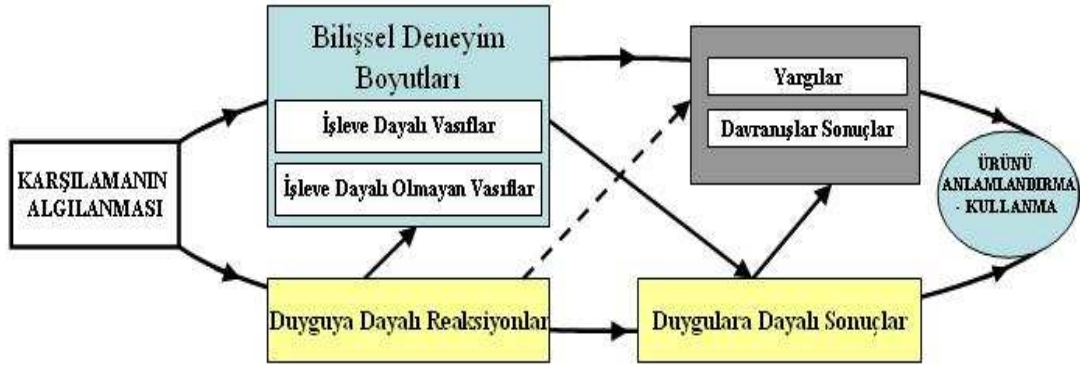 Bilişsel Deneyim
Boyutları
İşleve Dayalı Vasıflar
İşleve Dayalı Olmayan Vasıflar
KARŞILAMANIN
ALGILANMASI
Duyguya Dayalı Reaksiyonlar
Yargılar
Davranışlar Sonuçlar
Duygulara Dayalı Sonuçlar
ÜRÜNÜ
ANLAMLANDIRMA
- KULLANMA